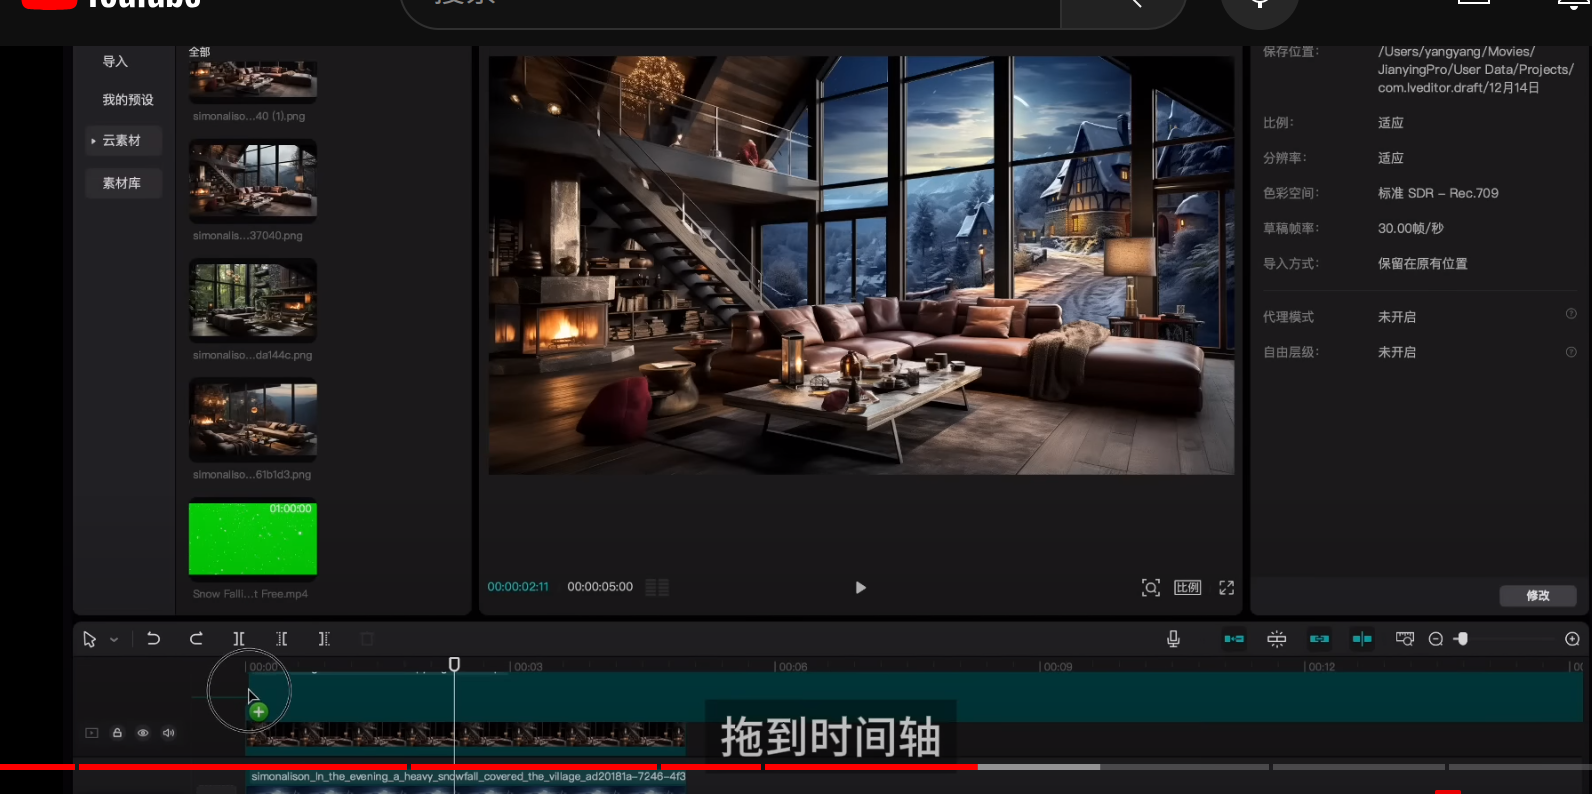 YouTube
搜索
导入
我的预设
云素材
素材库
全部
simonaliso...40 (1).png
simonalis...37040.png
simonaliso...da144c.png
simonaliso...61b1d3.png
01:00:00
Snow Falli...t Free.mp4
00:00:02:11
00:00:05:00
比例
保存位置：
/Users/yangyang/Movies/
JianyingPro/User Data/Projects/
com.lveditor.draft/12月14日
比例：
适应
分辨率：
适应
色彩空间：
标准 SDR – Rec.709
草稿帧率：
30.00帧/秒
导入方式：
保留在原有位置
代理模式
未开启
自由层级：
未开启
修改
00:00
00:03
00:06
00:09
00:12
拖到时间轴
simonalison_In_the_evening_a_heavy_snowfall_covered_the_village_ad20181a-7246-4f3